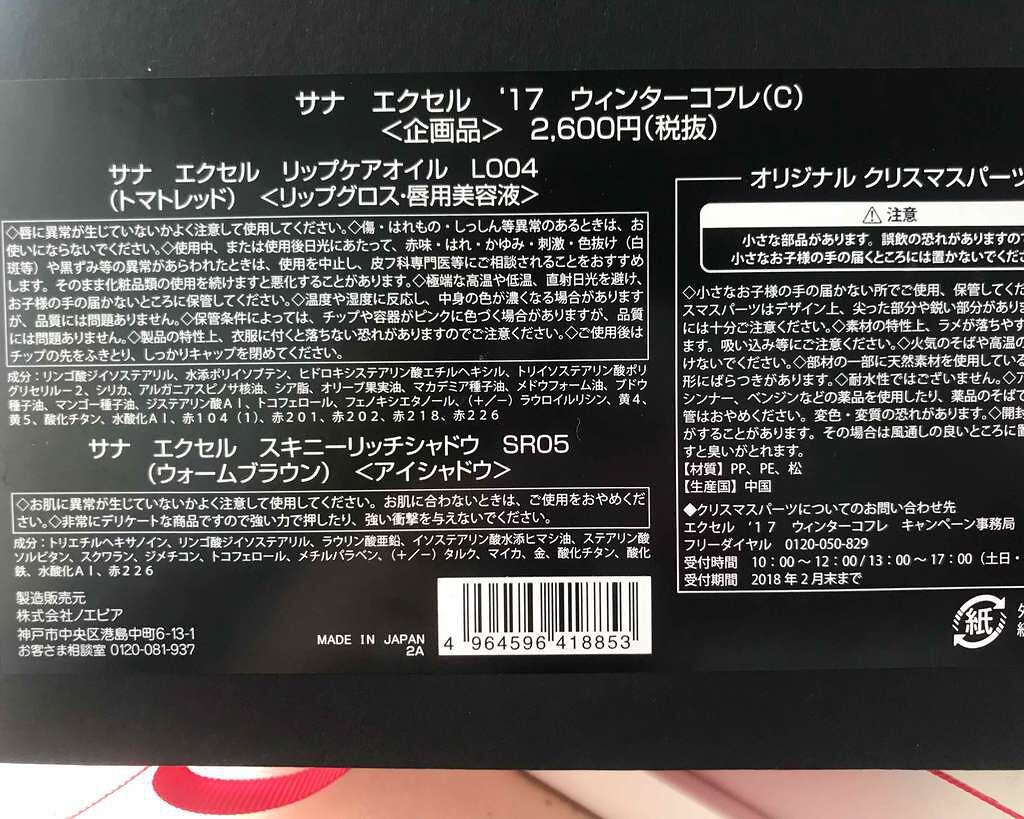 サナ エクセル '17 ウィンターコフレ(C)
<企画品> 2,600円(税抜)
サナ エクセル リップケアオイル LO04
(トマトレッド) <リップグロス・唇用美容液>
◇唇に異常が生じていないかよく注意して使用してください。◇傷・はれもの・しっしん等異常のあるときは、お
使いにならないでください。◇使用中、または使用後日光にあたって、赤味・はれ・かゆみ・刺激・色抜け(白
斑等)や黒ずみ等の異常があらわれたときは、使用を中止し、皮フ科専門医等にご相談されることをおすすめ
します。そのまま化粧品類の使用を続けますと悪化することがあります。◇極端な高温や低温、直射日光を避け、
お子様の手の届かないところに保管してください。◇温度や湿度に反応し、中身の色が濃くなる場合があります
が、品質には問題ありません。◇保管条件によっては、チップや容器がピンクに色づく場合がありますが、品質
には問題ありません。◇製品の特性上、衣服に付くと落ちない恐れがありますのでご注意ください。◇ご使用後は
チップの先をふきとり、しっかりキャップを閉めてください。
成分:リンゴ酸ジイソステアリル、水添ポリイソブテン、ヒドロキシステアリン酸エチルヘキシル、トリイソステアリン酸ポリ
グリセリルー2、シリカ、アルガニアスピノサ核油、シア脂、オリーブ果実油、マカデミア種子油、メドウフォーム油、ブドウ
種子油、マンゴー種子油、ジステアリン酸Al、トコフェロール、フェノキシエタノール、(+/ー)ラウロイルリシン、黄4、
黄5、酸化チタン、水酸化Al、赤104(1)、赤201、赤202、赤218、赤226
サナ エクセル スキニーリッチシャドウ SR05
(ウォームブラウン) <アイシャドウ>
◇お肌に異常が生じていないかよく注意して使用してください。お肌に合わないときは、ご使用をおやめくだ
さい。◇非常にデリケートな商品ですので強い力で押したり、強い衝撃を与えないでください。
成分:トリエチルヘキサノイン、リンゴ酸ジイソステアリル、ラウリン酸亜鉛、イソステアリン酸水添ヒマシ油、ステアリン酸
ソルビタン、スクワラン、ジメチコン、トコフェロール、メチルパラベン、(+/ー)タルク、マイカ、金、酸化チタン、酸化
鉄、水酸化Al、赤226
製造販売元
株式会社ノエビア
神戸市中央区港島中町6-13-1
お客さま相談室 0120-081-937
MADE IN JAPAN
2A
4 964596 418853
オリジナル クリスマスパーツ
⚠注意
小さな部品があります。誤飲の恐れがありますので
小さなお子様の手の届くところには置かないでくださ
◇小さなお子様の手の届かない所でご使用、保管してくだ
スマスパーツはデザイン上、尖った部分や鋭い部分があり
には十分ご注意ください。◇素材の特性上、ラメが落ちやす
ます。吸い込み等にご注意ください。◇火気のそばや高温の
けないでください。◇部材の一部に天然素材を使用している
形にばらつきがあります。◇耐水性ではございません。◇ア
シンナー、ベンジンなどの薬品を使用したり、薬品のそばて
管はおやめください。変色・変質の恐れがあります。◇開封
がすることがあります。その場合は風通しの良いところに置
すと臭いがとれます。
【材質】PP、PE、松
【生産国】中国
◆クリスマスパーツについてのお問い合わせ先
エクセル '17 ウィンターコフレ キャンペーン事務局
フリーダイヤル 0120-050-829
受付時間 10:00〜12:00/13:00〜17:00(土日・
受付期間 2018年2月末まで
紙